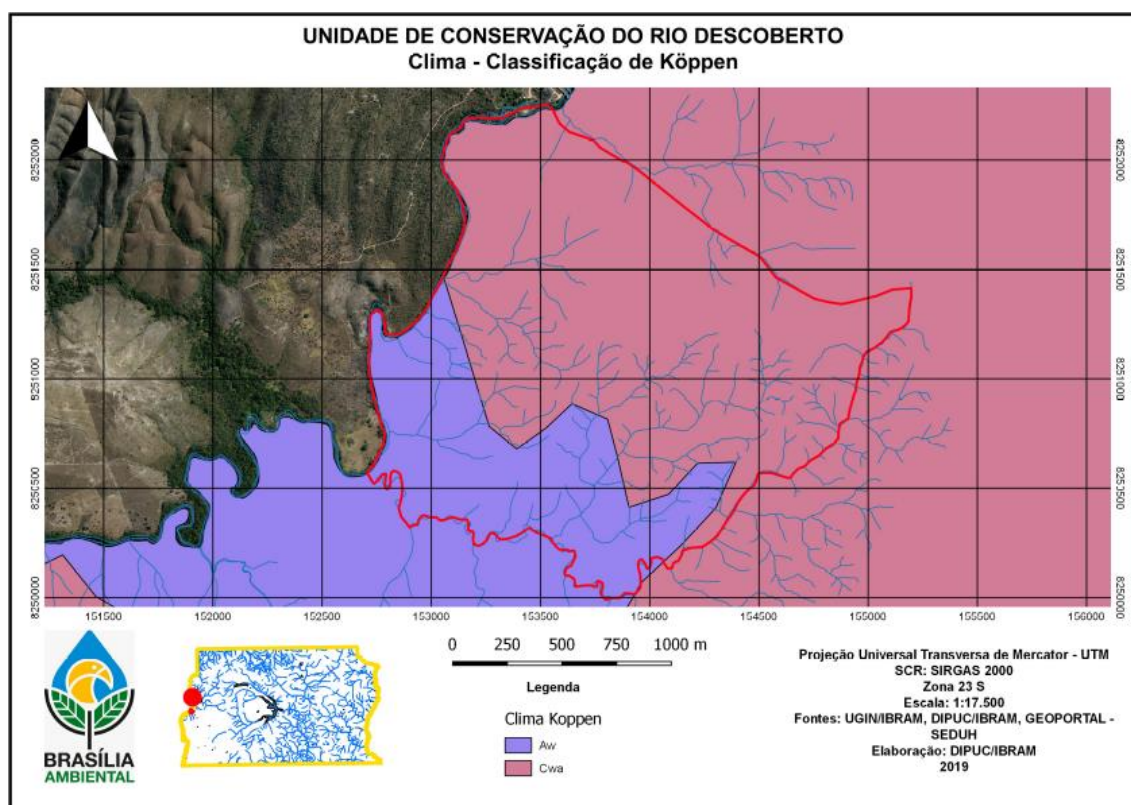 UNIDADE DE CONSERVAÇÃO DO RIO DESCOBERTO
Clima - Classificação de Köppen
8252000
8251500
8251000
8250500
8250000
8252000
8251500
8251000
8250500
8250000
151500 152000 152500 153000 153500 154000 154500 155000 155500 156000
BRASÍLIA
AMBIENTAL
0 250 500 750 1000 m
Legenda
Clima Koppen
Aw
Cwa
Projeção Universal Transversa de Mercator - UTM
SCR: SIRGAS 2000
Zona 23 S
Escala: 1:17.500
Fontes: UGIN/IBRAM, DIPUC/IBRAM, GEOPORTAL -
SEDUH
Elaboração: DIPUC/IBRAM
2019